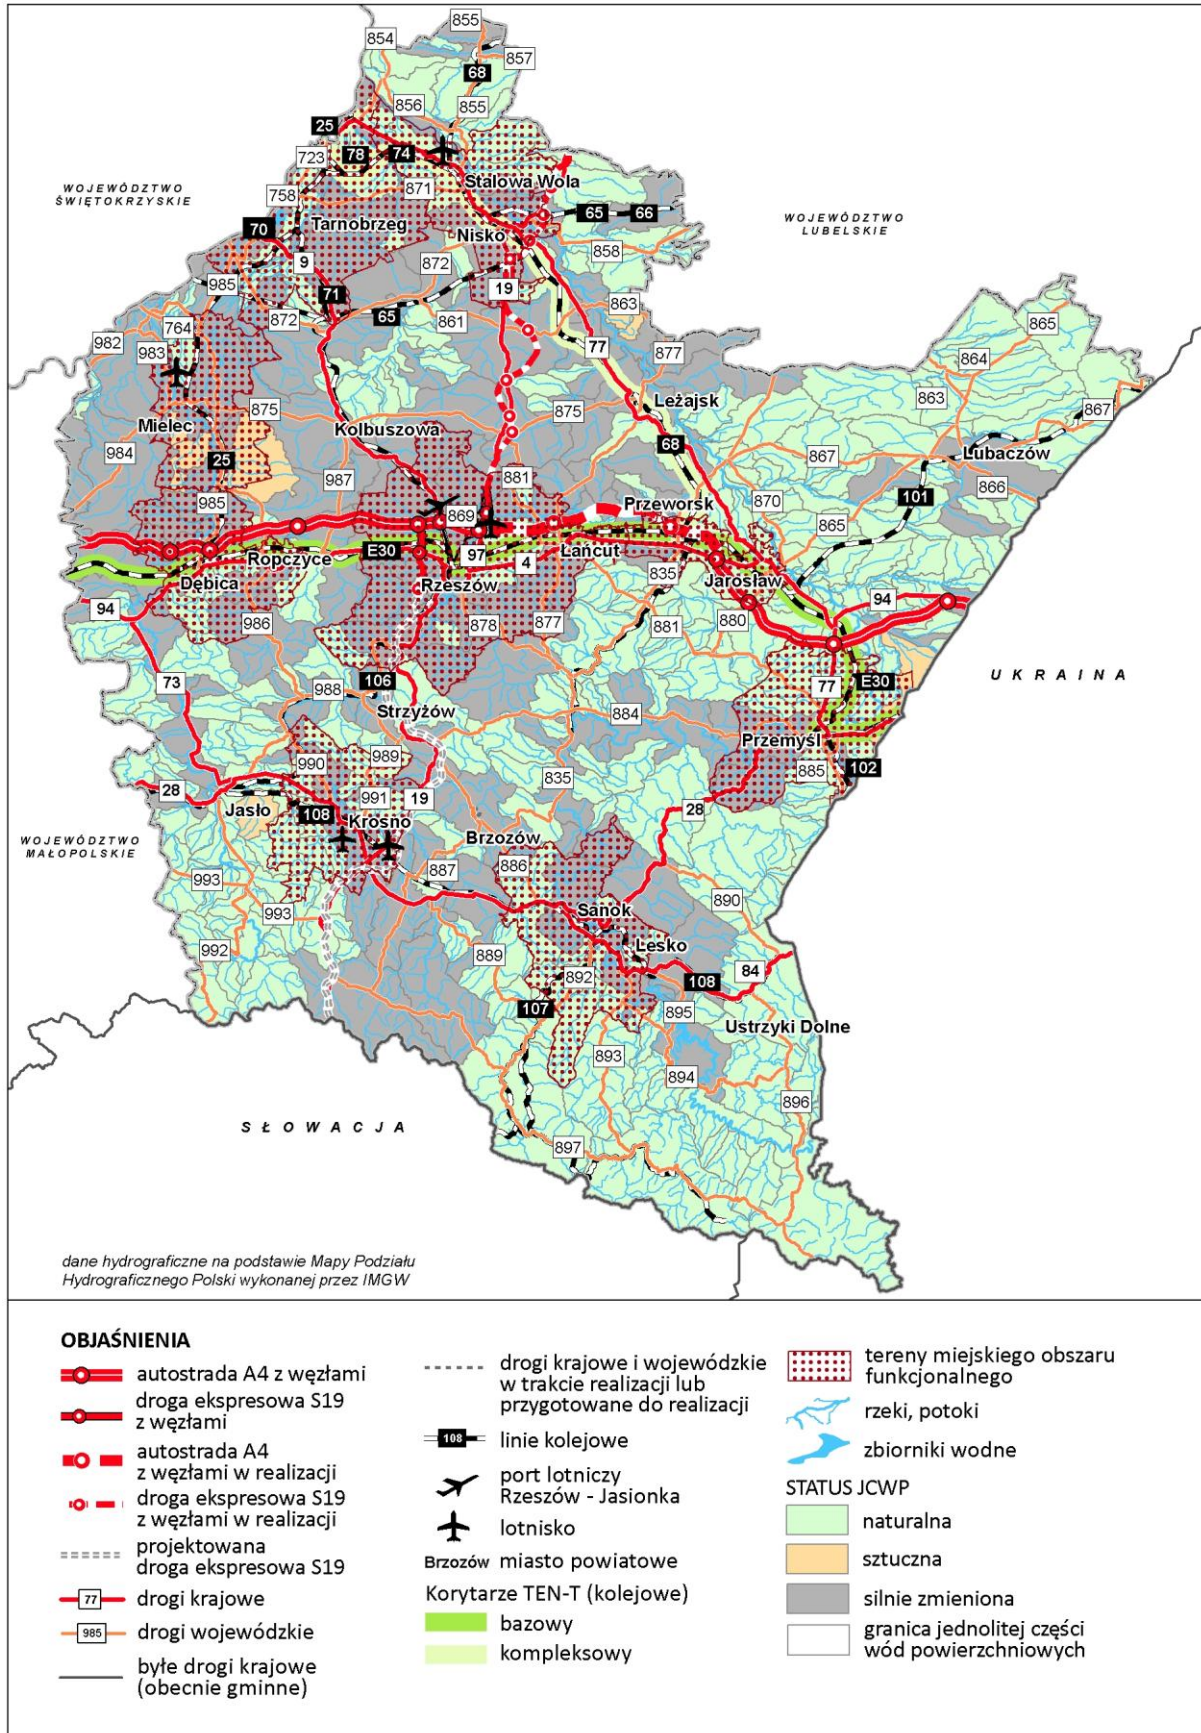 855
854
857
68
856
855
25
78
74
723
WOJEWÓDZTWO
ŚWIĘTOKRZYSKIE
758
871
Stalowa Wola
65
66
WOJEWÓDZTWO
LUBELSKIE
Tarnobrzeg
70
Nisko
858
9
872
985
71
19
863
872
65
861
865
764
982
983
77
877
864
863
Leżajsk
867
Mielec
875
875
Kolbuszowa
984
25
68
987
867
Lubaczów
881
101
866
985
Przeworsk
870
869
865
E30
97
Łańcut
Ropczyce
4
835
Dębica
Rzeszów
Jarosław
94
94
986
878
877
881
880
UKRAINA
73
106
988
77
E30
Strzyżów
884
Przemyśl
990
989
835
885
102
28
991
19
28
Jasło
108
Krosno
WOJEWÓDZTWO
MAŁOPOLSKIE
Brzozów
887
886
993
890
993
Sanok
992
889
Lesko
892
108
84
107
895
Ustrzyki Dolne
893
894
896
SŁOWACJA
897
dane hydrograficzne na podstawie Mapy Podziału
Hydrograficznego Polski wykonanej przez IMGW
OBJAŚNIENIA
autostrada A4 z węzłami
droga ekspresowa S19
z węzłami
autostrada A4
z węzłami w realizacji
droga ekspresowa S19
z węzłami w realizacji
projektowana
droga ekspresowa S19
77 drogi krajowe
985 drogi wojewódzkie
byłe drogi krajowe
(obecnie gminne)
drogi krajowe i wojewódzkie
w trakcie realizacji lub
przygotowane do realizacji
108 linie kolejowe
port lotniczy
Rzeszów - Jasionka
lotnisko
Brzozów miasto powiatowe
Korytarze TEN-T (kolejowe)
bazowy
kompleksowy
tereny miejskiego obszaru
funkcjonalnego
rzeki, potoki
zbiorniki wodne
STATUS JCWP
naturalna
sztuczna
silnie zmieniona
granica jednolitej części
wód powierzchniowych